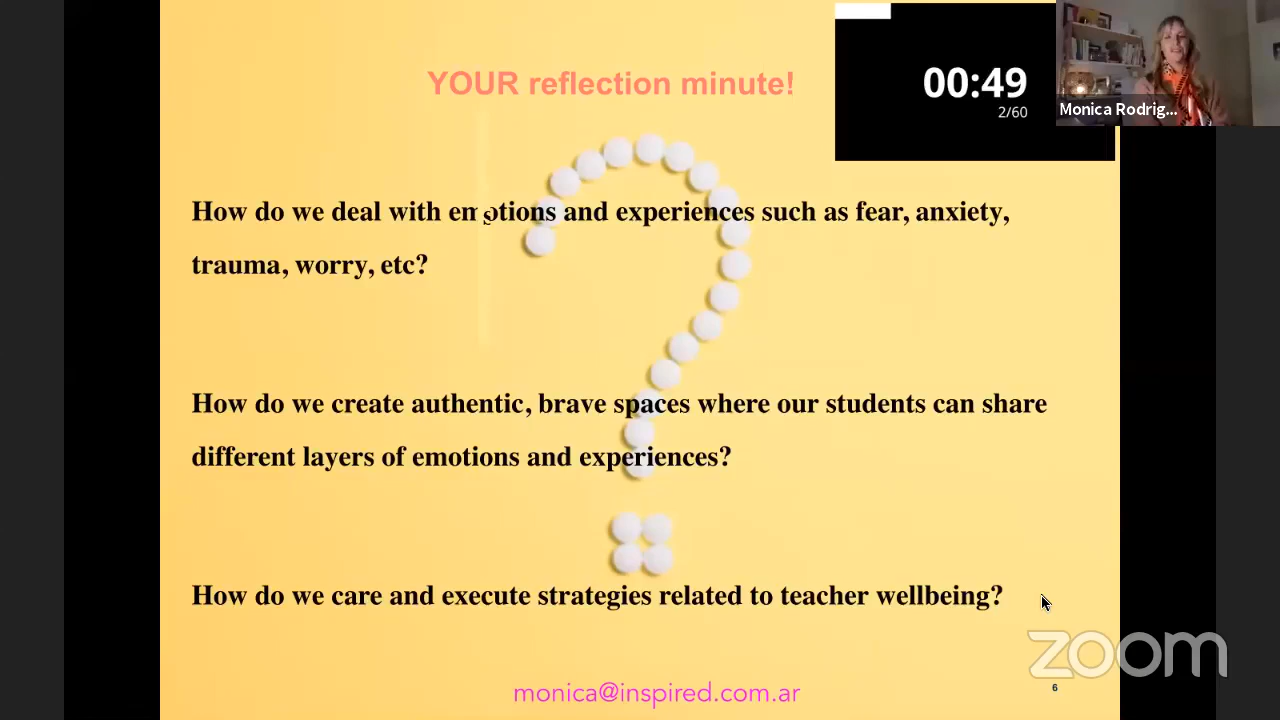 YOUR reflection minute!
00:49
2/60
Monica Rodrig...
How do we deal with emotions and experiences such as fear, anxiety,
trauma, worry, etc?
How do we create authentic, brave spaces where our students can share
different layers of emotions and experiences?
How do we care and execute strategies related to teacher wellbeing?
zoom
monica@inspired.com.ar
6